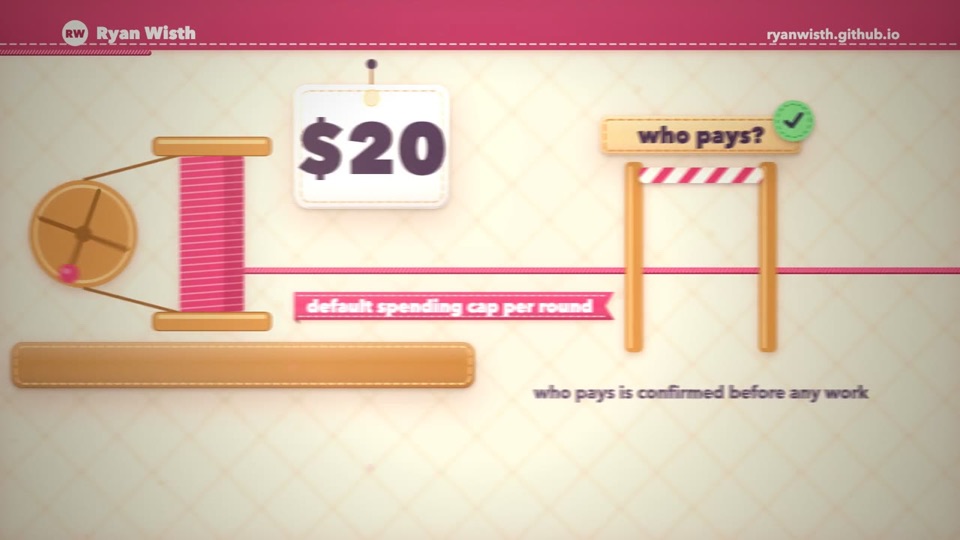 RW Ryan Wisth
ryanwisth.github.io
$20
who pays?
default spending cap per round
who pays is confirmed before any work